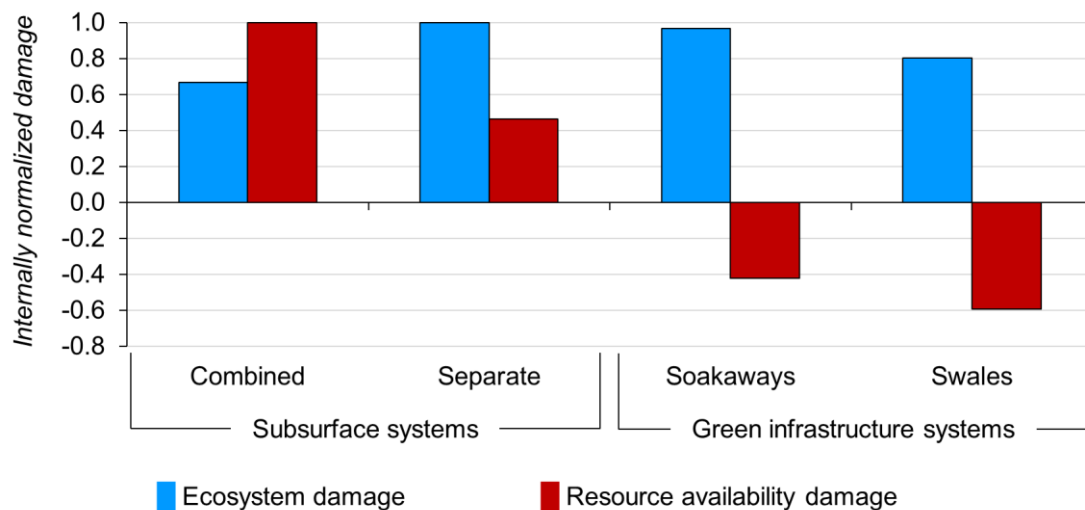 Internally normalized damage
1.0
0.8
0.6
0.4
0.2
0.0
-0.2
-0.4
-0.6
-0.8
Combined Separate Soakaways Swales
Subsurface systems Green infrastructure systems
Ecosystem damage Resource availability damage